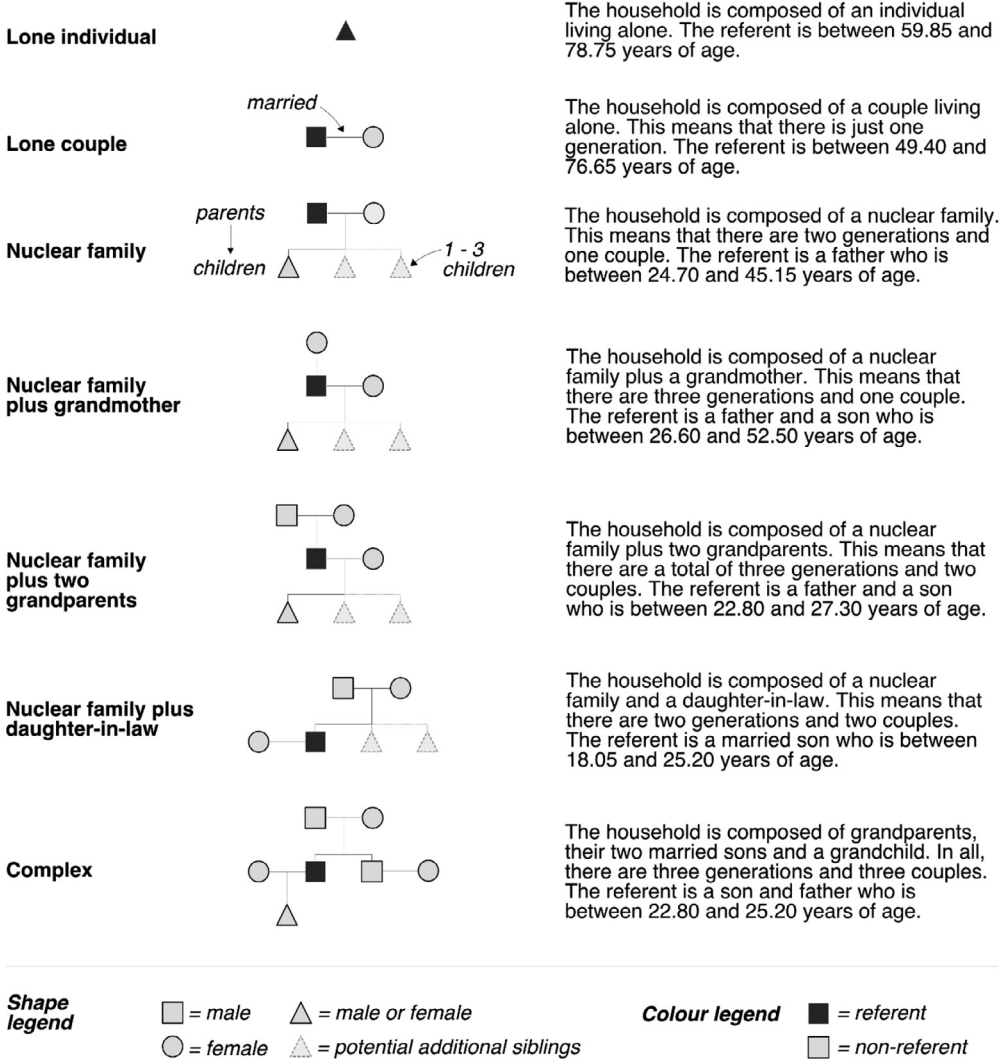 Lone individual
The household is composed of an individual
living alone. The referent is between 59.85 and
78.75 years of age.
married
Lone couple
The household is composed of a couple living
alone. This means that there is just one
generation. The referent is between 49.40 and
76.65 years of age.
parents
children
1 - 3
children
Nuclear family
The household is composed of a nuclear family.
This means that there are two generations and
one couple. The referent is a father who is
between 24.70 and 45.15 years of age.
Nuclear family
plus grandmother
The household is composed of a nuclear
family plus a grandmother. This means that
there are three generations and one couple.
The referent is a father and a son who is
between 26.60 and 52.50 years of age.
Nuclear family
plus two
grandparents
The household is composed of a nuclear
family plus two grandparents. This means that
there are a total of three generations and two
couples. The referent is a father and a son
who is between 22.80 and 27.30 years of age.
Nuclear family plus
daughter-in-law
The household is composed of a nuclear
family and a daughter-in-law. This means that
there are two generations and two couples.
The referent is a married son who is between
18.05 and 25.20 years of age.
Complex
The household is composed of grandparents,
their two married sons and a grandchild. In all,
there are three generations and three couples.
The referent is a son and father who is
between 22.80 and 25.20 years of age.
Shape
legend
= male
= male or female
= female
= potential additional siblings
Colour legend
= referent
= non-referent